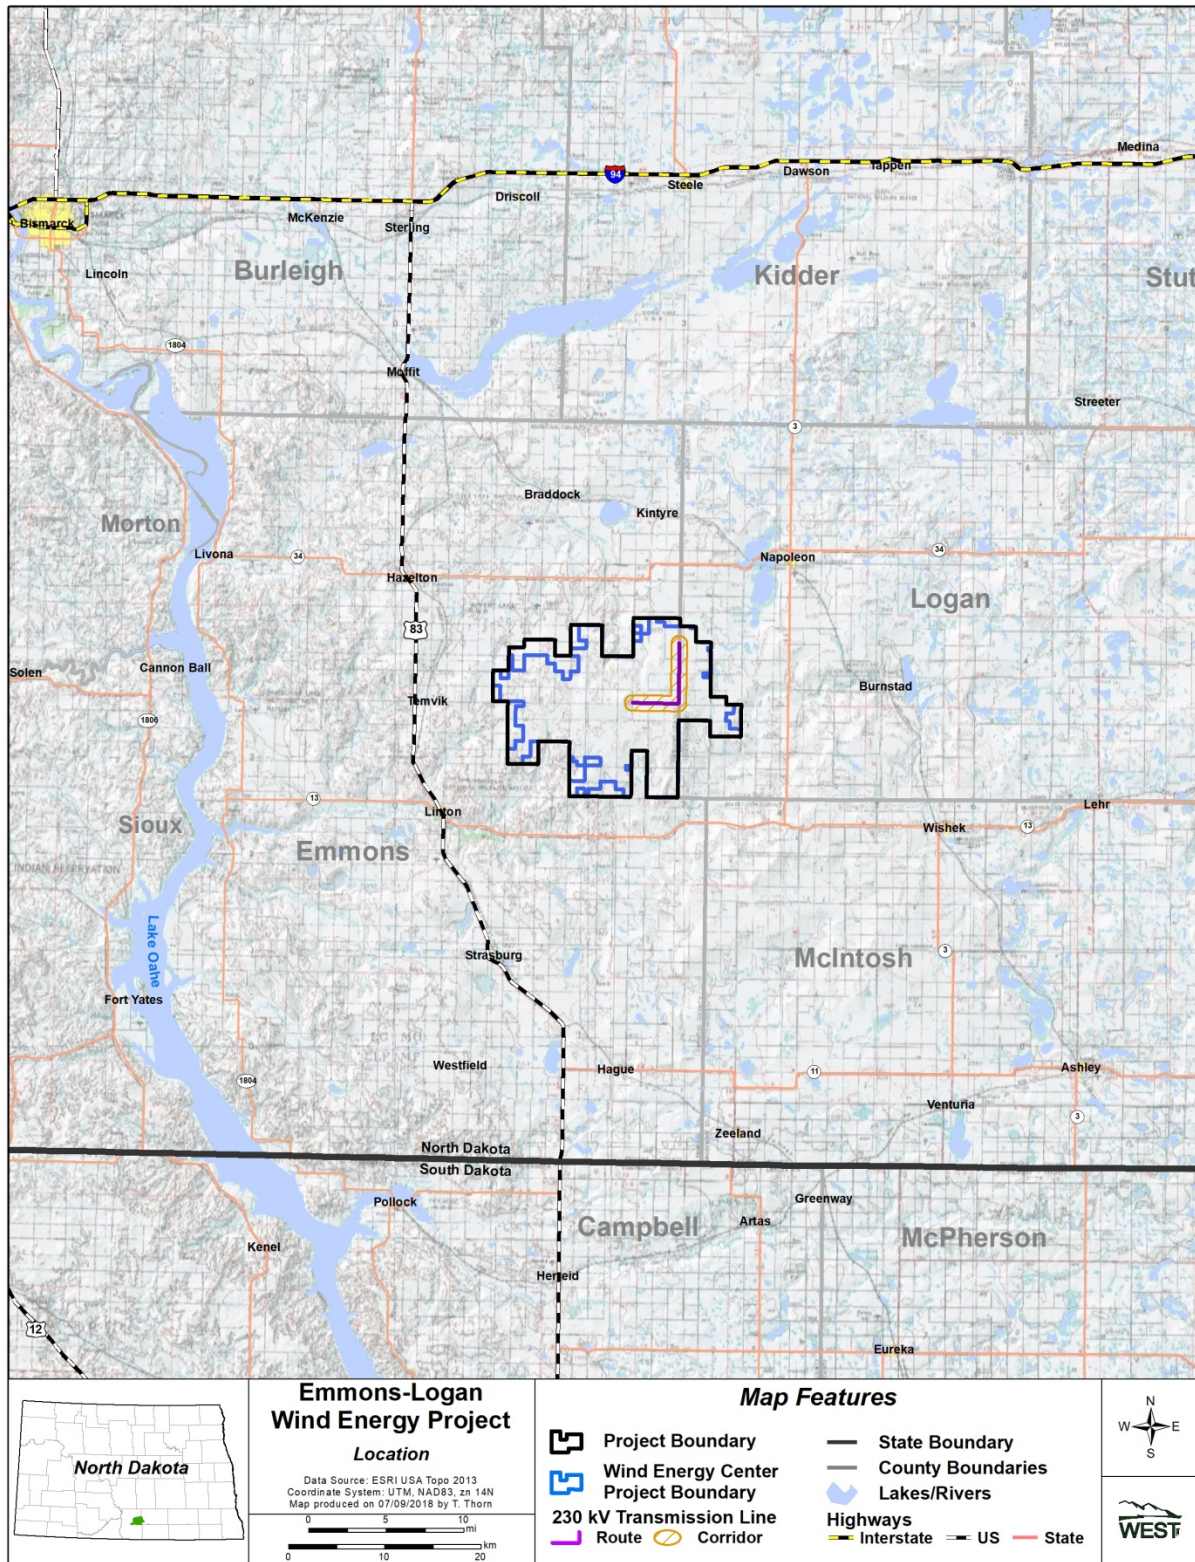 94
Medina
Tappen
Dawson
Steele
Driscoll
McKenzie
Sterling
Bismarck
Lincoln
Burleigh
Kidder
Stut
1804
Moffit
Streeter
3
Braddock
Kintyre
Morton
Livona
34
Napoleon
34
Hazelton
Logan
83
Solen
Cannon Ball
Burnstad
Temvik
1806
13
Linton
Lehr
Sioux
Emmons
Wishek
13
INDIAN RESERVATION
Lake Oahe
McIntosh
3
Strasburg
Fort Yates
Westfield
Hague
11
Ashley
1804
Venturia
3
Zeeland
North Dakota
South Dakota
Pollock
Greenway
Campbell
Artas
McPherson
Kenel
Herreid
12
Eureka
North Dakota
Emmons-Logan
Wind Energy Project
Location
Data Source: ESRI USA Topo 2013
Coordinate System: UTM, NAD83, zn 14N
Map produced on 07/09/2018 by T. Thorn
0 5 10
mi
km
0 10 20
Map Features
Project Boundary
Wind Energy Center
Project Boundary
230 kV Transmission Line
Route Corridor
State Boundary
County Boundaries
Lakes/Rivers
Highways
Interstate US State
N
W E
S
WEST